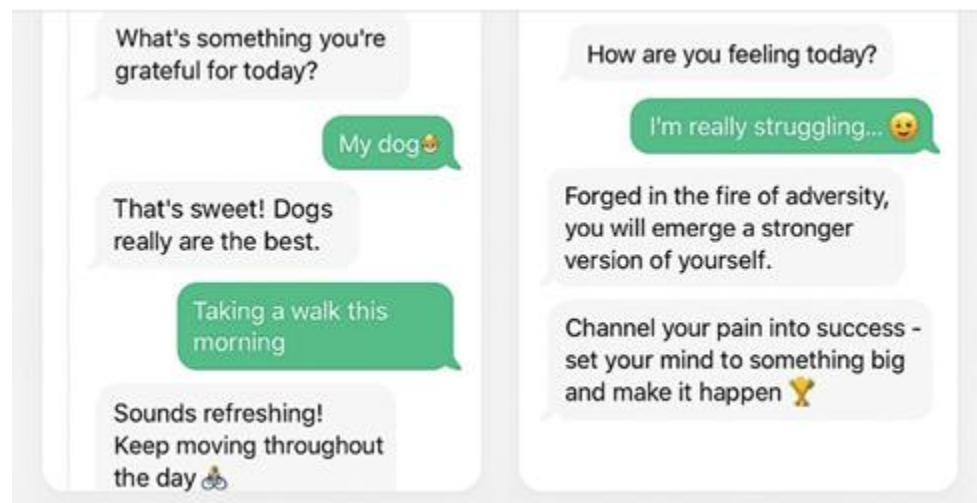 What's something you're
grateful for today?
My dog🤠
That's sweet! Dogs
really are the best.
Taking a walk this
morning
Sounds refreshing!
Keep moving throughout
the day 🚴
How are you feeling today?
I'm really struggling... 😉
Forged in the fire of adversity,
you will emerge a stronger
version of yourself.
Channel your pain into success -
set your mind to something big
and make it happen 🏆